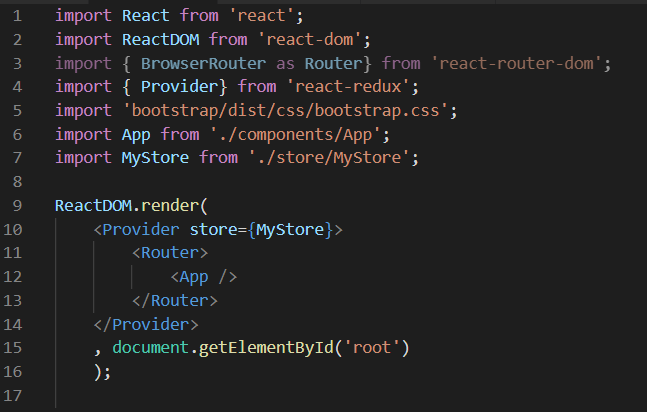 1 import React from 'react';
2 import ReactDOM from 'react-dom';
3 import { BrowserRouter as Router} from 'react-router-dom';
4 import { Provider} from 'react-redux';
5 import 'bootstrap/dist/css/bootstrap.css';
6 import App from './components/App';
7 import MyStore from './store/MyStore';
8
9 ReactDOM.render(
10     <Provider store={MyStore}>
11         <Router>
12             <App />
13         </Router>
14     </Provider>
15     , document.getElementById('root')
16     );
17